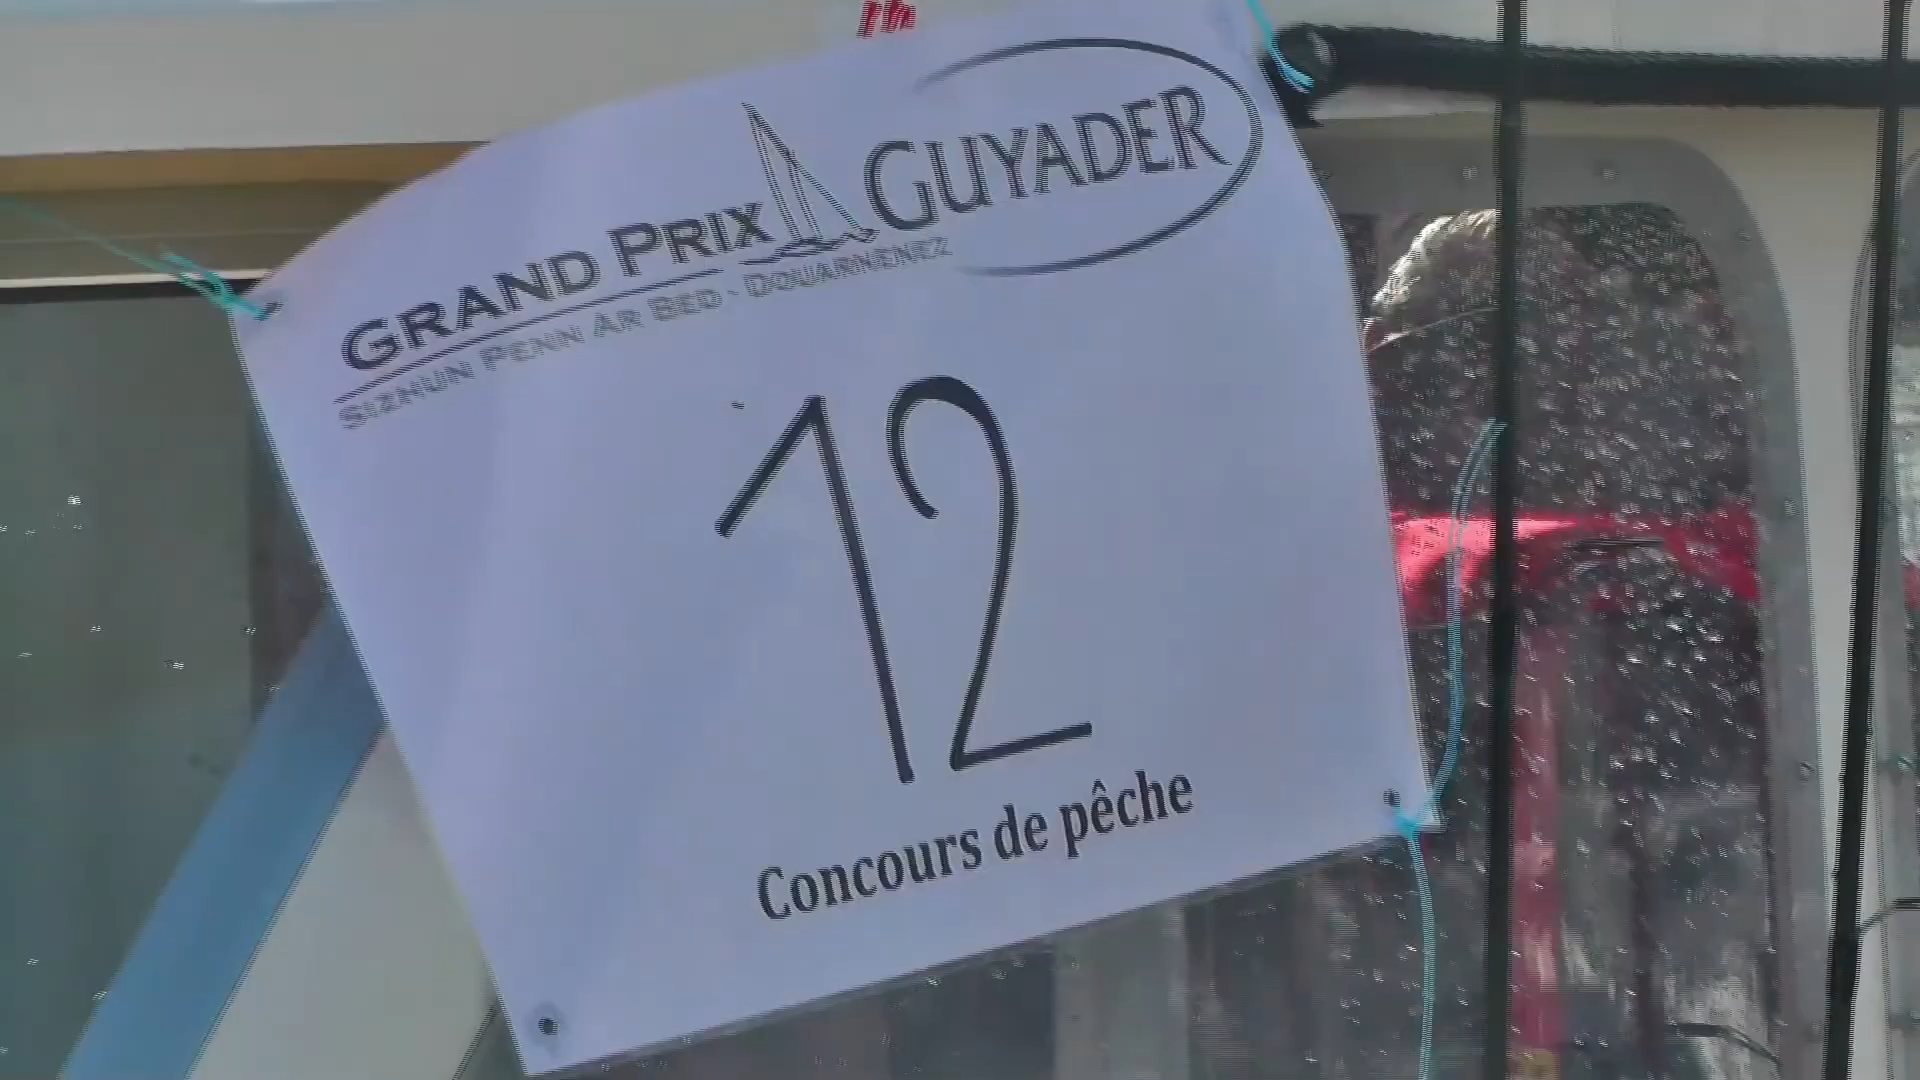 GRAND PRIX GUYADER
SIZHUN PENN AR BED - DOUARNENEZ
12
Concours de pêche